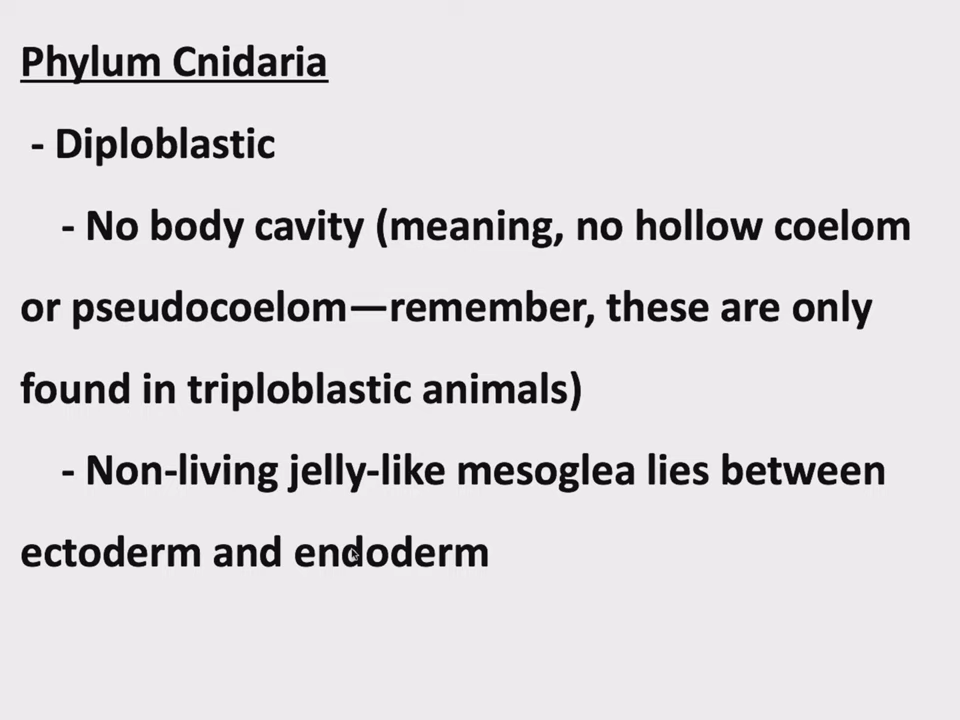 Phylum Cnidaria
- Diploblastic
- No body cavity (meaning, no hollow coelom
or pseudocoelom—remember, these are only
found in triploblastic animals)
- Non-living jelly-like mesoglea lies between
ectoderm and endoderm